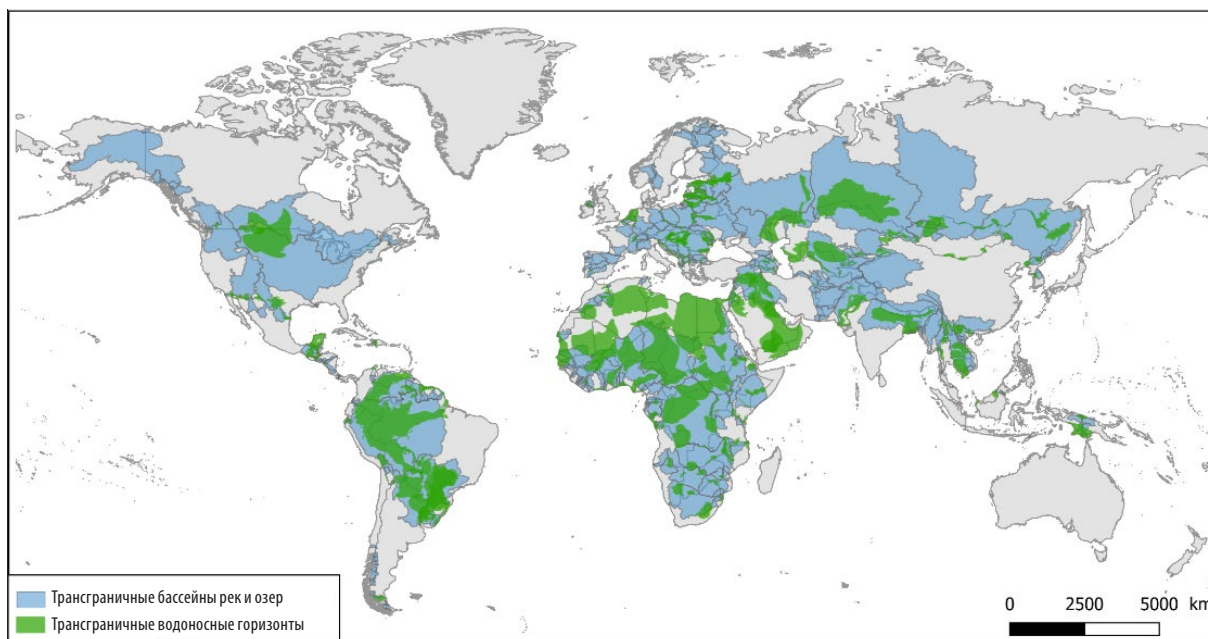 Трансграничные бассейны рек и озер
Трансграничные водоносные горизонты
0 2500 5000 km